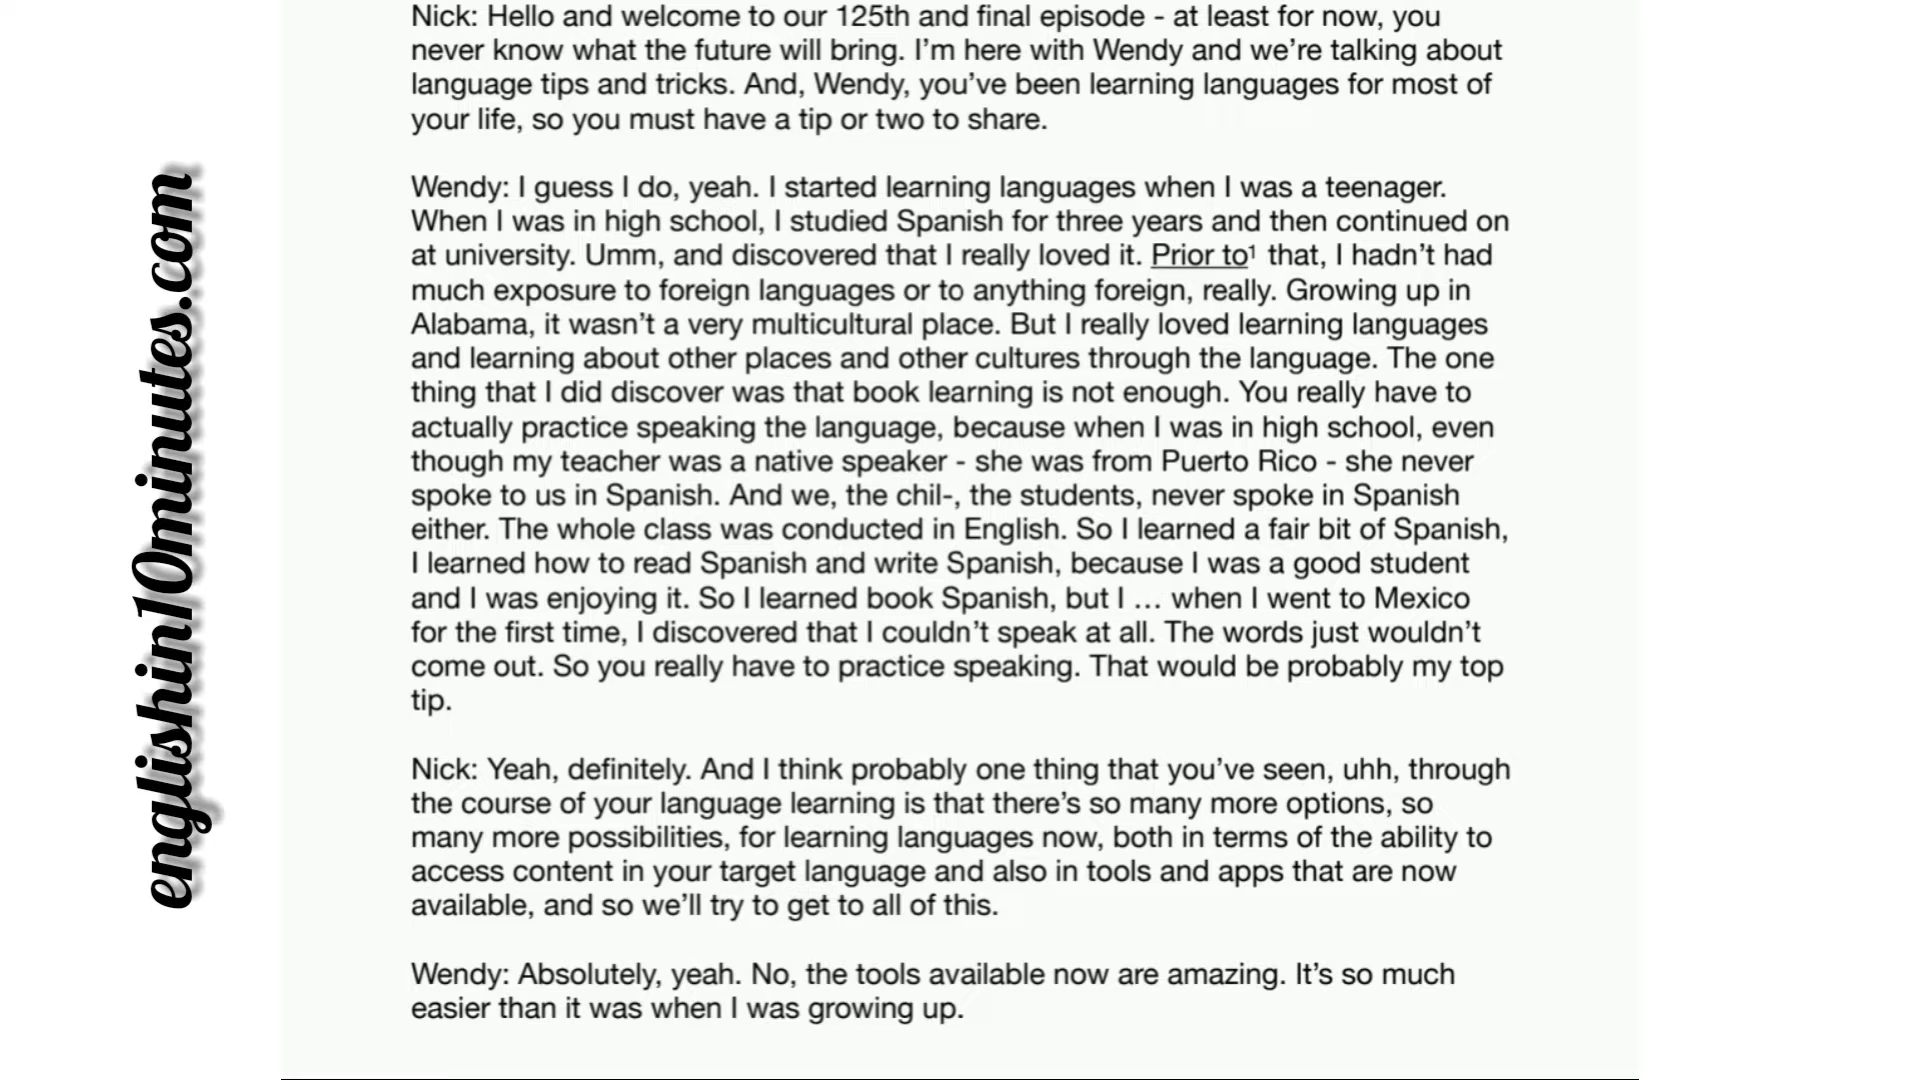 englishin10minutes.com
Nick: Hello and welcome to our 125th and final episode - at least for now, you
never know what the future will bring. I’m here with Wendy and we’re talking about
language tips and tricks. And, Wendy, you’ve been learning languages for most of
your life, so you must have a tip or two to share.
Wendy: I guess I do, yeah. I started learning languages when I was a teenager.
When I was in high school, I studied Spanish for three years and then continued on
at university. Umm, and discovered that I really loved it. Prior to¹ that, I hadn’t had
much exposure to foreign languages or to anything foreign, really. Growing up in
Alabama, it wasn’t a very multicultural place. But I really loved learning languages
and learning about other places and other cultures through the language. The one
thing that I did discover was that book learning is not enough. You really have to
actually practice speaking the language, because when I was in high school, even
though my teacher was a native speaker - she was from Puerto Rico - she never
spoke to us in Spanish. And we, the chil-, the students, never spoke in Spanish
either. The whole class was conducted in English. So I learned a fair bit of Spanish,
I learned how to read Spanish and write Spanish, because I was a good student
and I was enjoying it. So I learned book Spanish, but I … when I went to Mexico
for the first time, I discovered that I couldn’t speak at all. The words just wouldn’t
come out. So you really have to practice speaking. That would be probably my top
tip.
Nick: Yeah, definitely. And I think probably one thing that you’ve seen, uhh, through
the course of your language learning is that there’s so many more options, so
many more possibilities, for learning languages now, both in terms of the ability to
access content in your target language and also in tools and apps that are now
available, and so we’ll try to get to all of this.
Wendy: Absolutely, yeah. No, the tools available now are amazing. It’s so much
easier than it was when I was growing up.